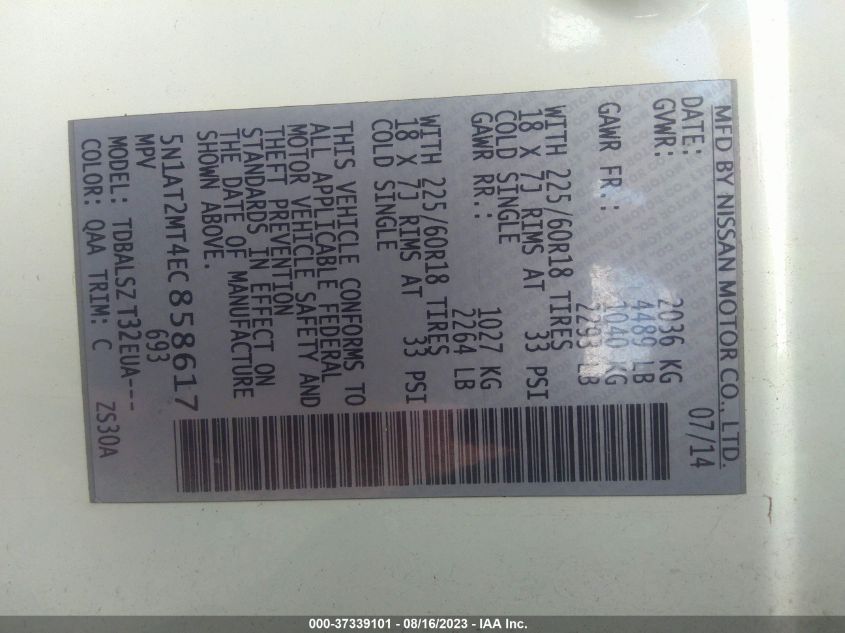 MFD BY NISSAN MOTOR CO., LTD.
DATE: 07/14
GVWR: 2036 KG
4489 LB
GAWR FR.: 1040 KG
2293 LB
WITH 225/60R18 TIRES
18 X 7J RIMS AT 33 PSI
COLD SINGLE
GAWR RR.: 1027 KG
2264 LB
WITH 225/60R18 TIRES
18 X 7J RIMS AT 33 PSI
COLD SINGLE
THIS VEHICLE CONFORMS TO
ALL APPLICABLE FEDERAL
MOTOR VEHICLE SAFETY AND
THEFT PREVENTION
STANDARDS IN EFFECT ON
THE DATE OF MANUFACTURE
SHOWN ABOVE.
5N1AT2MT4EC858617
MPV 693
MODEL: TDBALSZ T32EUA---
COLOR: QAA TRIM: C ZS30A
000-37339101 - 08/16/2023 - IAA Inc.